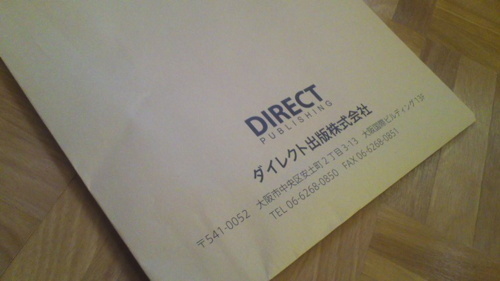 DIRECT
PUBLISHING
ダイレクト出版株式会社
〒541-0052 大阪市中央区安土町2丁目3-13 大阪国際ビルディング13F
TEL 06-6268-0850 FAX 06-6268-0851